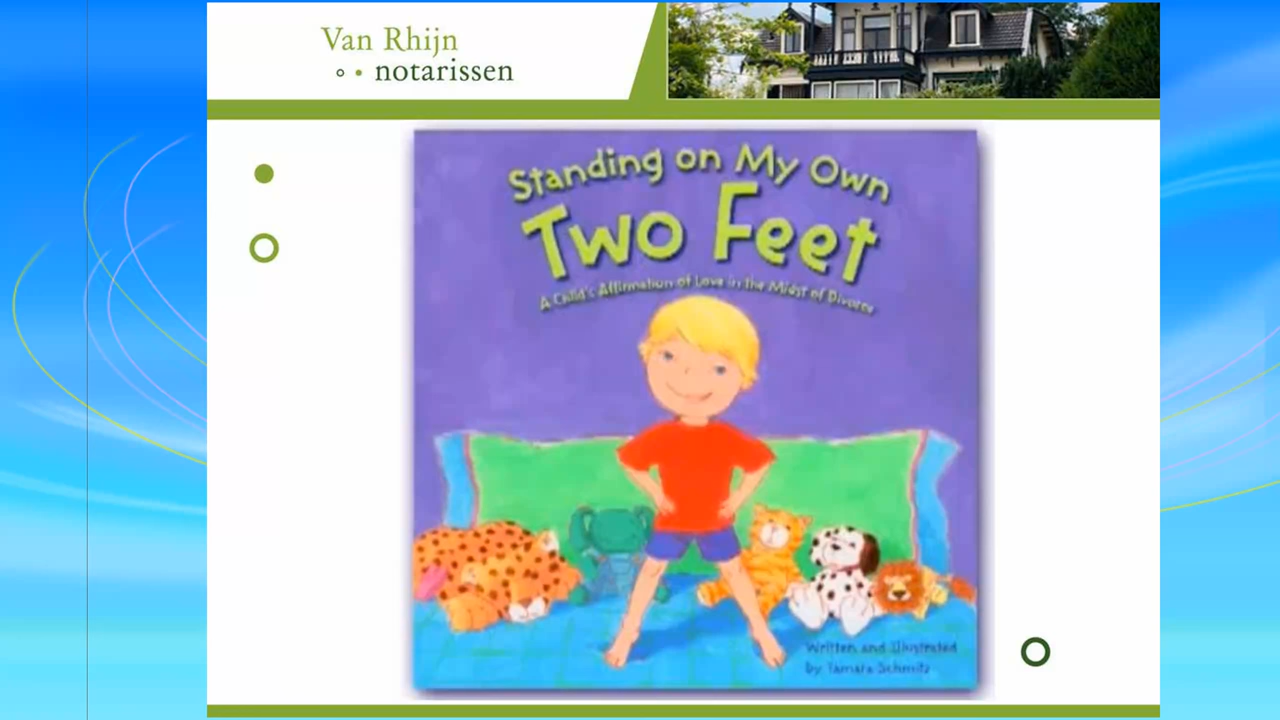 Van Rhijn
notarissen
Standing on My Own
Two Feet
A Child's Affirmation of Love in the Midst of Divorce
Written and Illustrated
by Tamara Schmitz